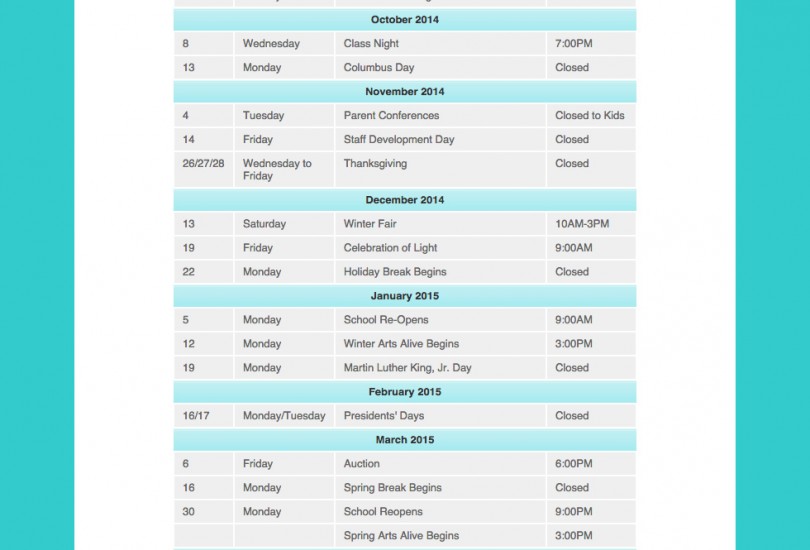 October 2014
8 Wednesday Class Night 7:00PM
13 Monday Columbus Day Closed
November 2014
4 Tuesday Parent Conferences Closed to Kids
14 Friday Staff Development Day Closed
26/27/28 Wednesday to Friday Thanksgiving Closed
December 2014
13 Saturday Winter Fair 10AM-3PM
19 Friday Celebration of Light 9:00AM
22 Monday Holiday Break Begins Closed
January 2015
5 Monday School Re-Opens 9:00AM
12 Monday Winter Arts Alive Begins 3:00PM
19 Monday Martin Luther King, Jr. Day Closed
February 2015
16/17 Monday/Tuesday Presidents' Days Closed
March 2015
6 Friday Auction 6:00PM
16 Monday Spring Break Begins Closed
30 Monday School Reopens 9:00PM
Spring Arts Alive Begins 3:00PM